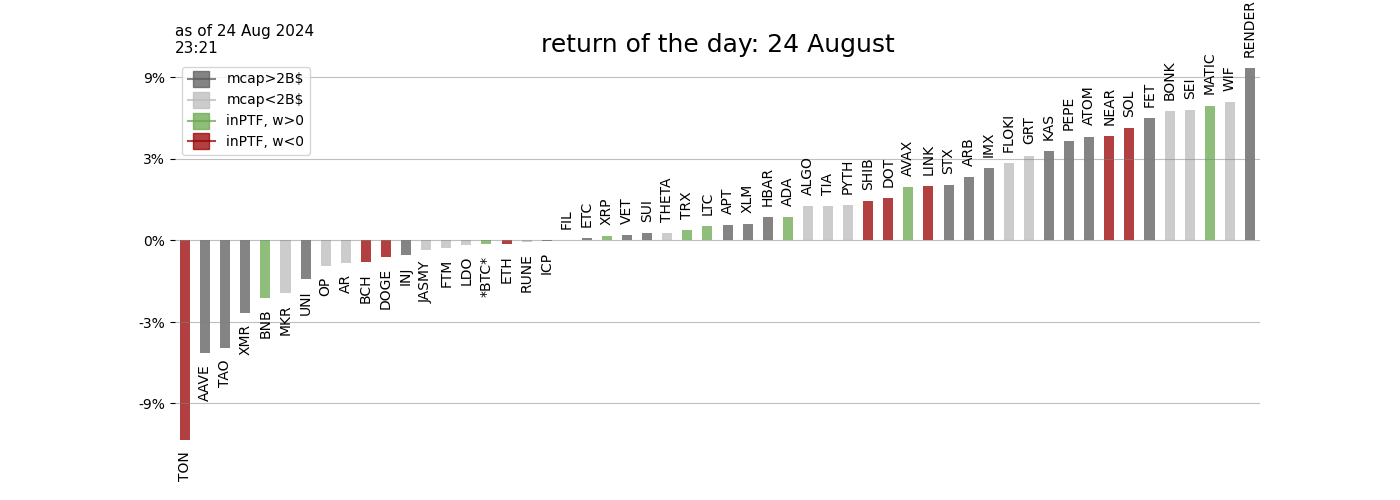 as of 24 Aug 2024
23:21
return of the day: 24 August
mcap>2B$
mcap<2B$
inPTF, w>0
inPTF, w<0
9%
3%
0%
-3%
-9%
TON
AAVE
TAO
XMR
BNB
MKR
UNI
OP
AR
BCH
DOGE
INJ
JASMY
FTM
LDO
*BTC*
ETH
RUNE
ICP
FIL
ETC
XRP
VET
SUI
THETA
TRX
LTC
APT
XLM
HBAR
ADA
ALGO
TIA
PYTH
SHIB
DOT
AVAX
LINK
STX
ARB
IMX
FLOKI
GRT
KAS
PEPE
ATOM
NEAR
SOL
FET
BONK
SEI
MATIC
WIF
RENDER